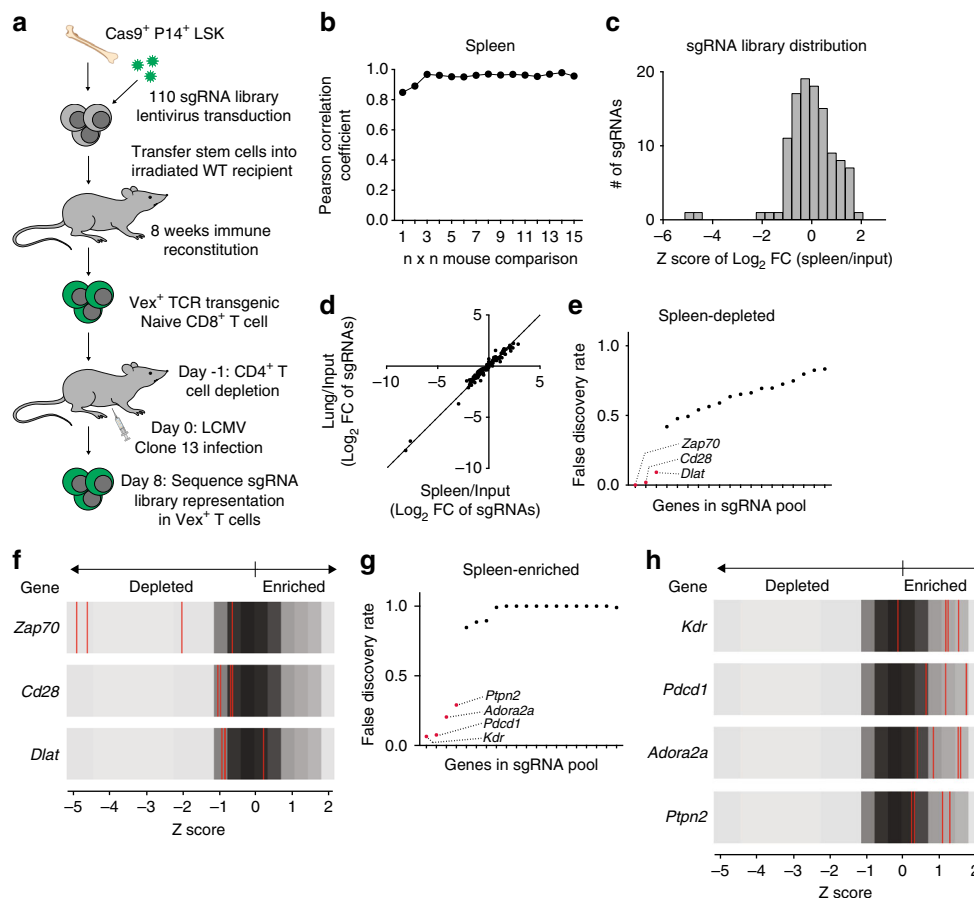 a
Cas9⁺ P14⁺ LSK
110 sgRNA library
lentivirus transduction
Transfer stem cells into
irradiated WT recipient
8 weeks immune
reconstitution
Vex⁺ TCR transgenic
Naive CD8⁺ T cell
Day -1: CD4⁺ T
cell depletion
Day 0: LCMV
Clone 13 infection
Day 8: Sequence sgRNA
library representation
in Vex⁺ T cells
b
Spleen
Pearson correlation
coefficient
1.0
0.8
0.6
0.4
0.2
0.0
1 3 5 7 9 11 13 15
n x n mouse comparison
c
sgRNA library distribution
# of sgRNAs
20
10
0
−6 −4 −2 0 2
Z score of Log₂ FC (spleen/input)
d
Lung/Input
(Log₂ FC of sgRNAs)
5
−10 −5 5
−5
−10
Spleen/Input
(Log₂ FC of sgRNAs)
e
Spleen-depleted
False discovery rate
1.0
0.5
0.0
Zap70
Cd28
Dlat
Genes in sgRNA pool
f
Gene
Depleted Enriched
Zap70
Cd28
Dlat
−5 −4 −3 −2 −1 0 1 2
Z score
g
Spleen-enriched
False discovery rate
1.0
0.5
0.0
Ptpn2
Adora2a
Pdcd1
Kdr
Genes in sgRNA pool
h
Gene
Depleted Enriched
Kdr
Pdcd1
Adora2a
Ptpn2
−5 −4 −3 −2 −1 0 1 2
Z score